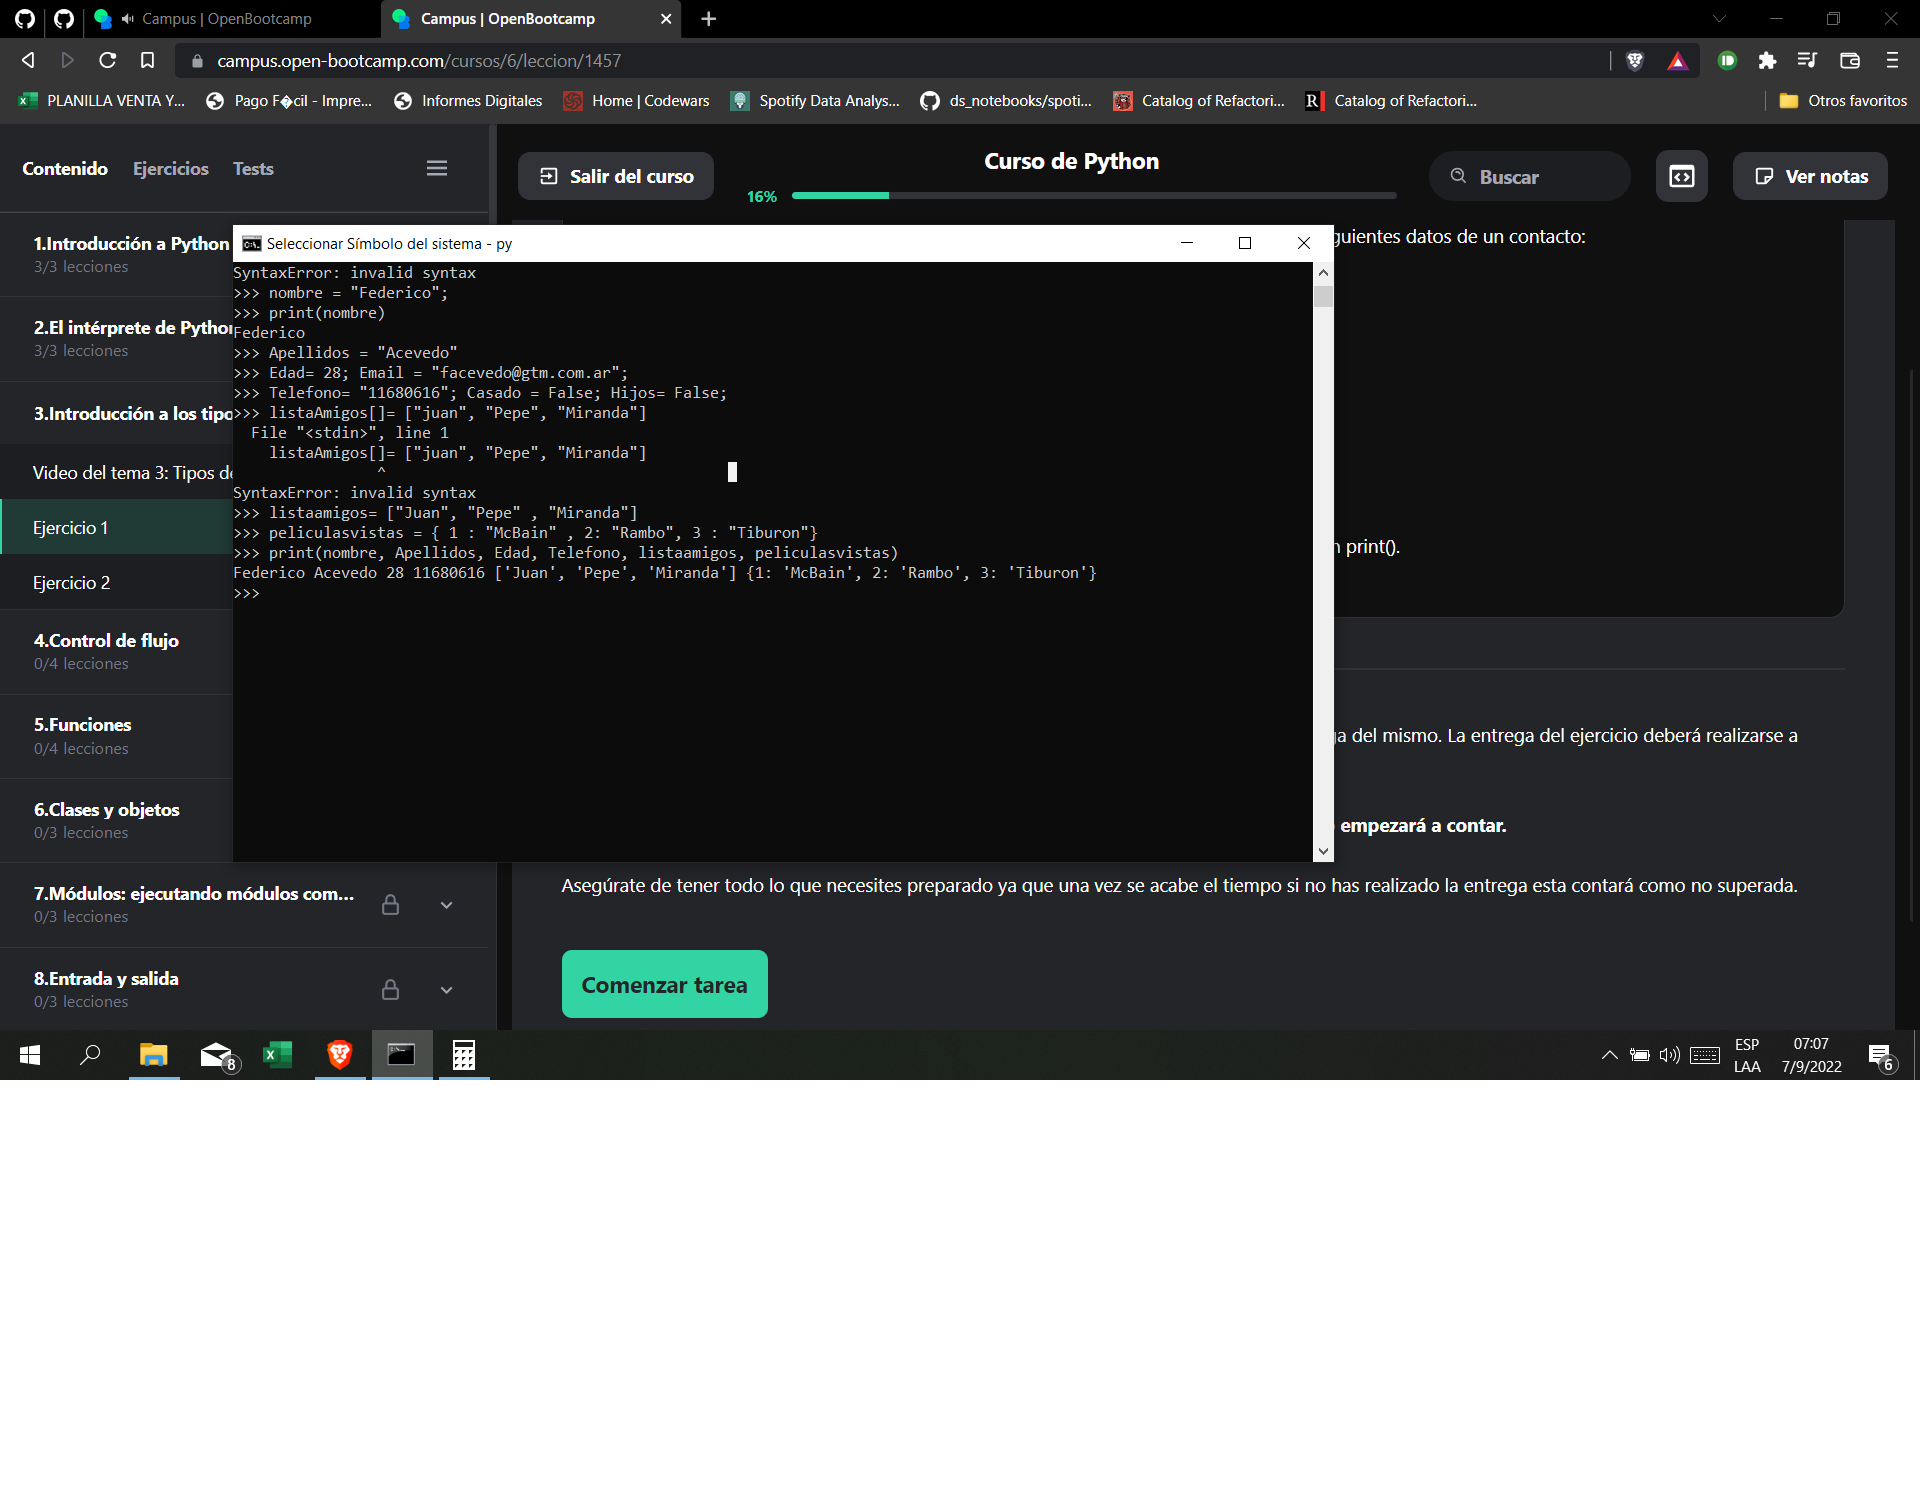 Campus | OpenBootcamp
Campus | OpenBootcamp
campus.open-bootcamp.com/cursos/6/leccion/1457
PLANILLA VENTA Y...
Pago F�cil - Impre...
Informes Digitales
Home | Codewars
Spotify Data Analys...
ds_notebooks/spoti...
Catalog of Refactori...
R
Catalog of Refactori...
Otros favoritos
Contenido
Ejercicios
Tests
Salir del curso
Curso de Python
16%
Buscar
Ver notas
1.Introducción a Python
3/3 lecciones
2.El intérprete de Pytho
3/3 lecciones
3.Introducción a los tipo
Video del tema 3: Tipos de
Ejercicio 1
Ejercicio 2
4.Control de flujo
0/4 lecciones
5.Funciones
0/4 lecciones
6.Clases y objetos
0/3 lecciones
7.Módulos: ejecutando módulos com...
0/3 lecciones
8.Entrada y salida
0/3 lecciones
Seleccionar Símbolo del sistema - py
SyntaxError: invalid syntax
>>> nombre = "Federico";
>>> print(nombre)
Federico
>>> Apellidos = "Acevedo"
>>> Edad= 28; Email = "facevedo@gtm.com.ar";
>>> Telefono= "11680616"; Casado = False; Hijos= False;
>>> listaAmigos[]= ["juan", "Pepe", "Miranda"]
File "<stdin>", line 1
listaAmigos[]= ["juan", "Pepe", "Miranda"]
^
SyntaxError: invalid syntax
>>> listaamigos= ["Juan", "Pepe" , "Miranda"]
>>> peliculasvistas = { 1 : "McBain" , 2: "Rambo", 3 : "Tiburon"}
>>> print(nombre, Apellidos, Edad, Telefono, listaamigos, peliculasvistas)
Federico Acevedo 28 11680616 ['Juan', 'Pepe', 'Miranda'] {1: 'McBain', 2: 'Rambo', 3: 'Tiburon'}
>>>
guientes datos de un contacto:
n print().
ga del mismo. La entrega del ejercicio deberá realizarse a
empezará a contar.
Asegúrate de tener todo lo que necesites preparado ya que una vez se acabe el tiempo si no has realizado la entrega esta contará como no superada.
Comenzar tarea
8
ESP
LAA
07:07
7/9/2022
6